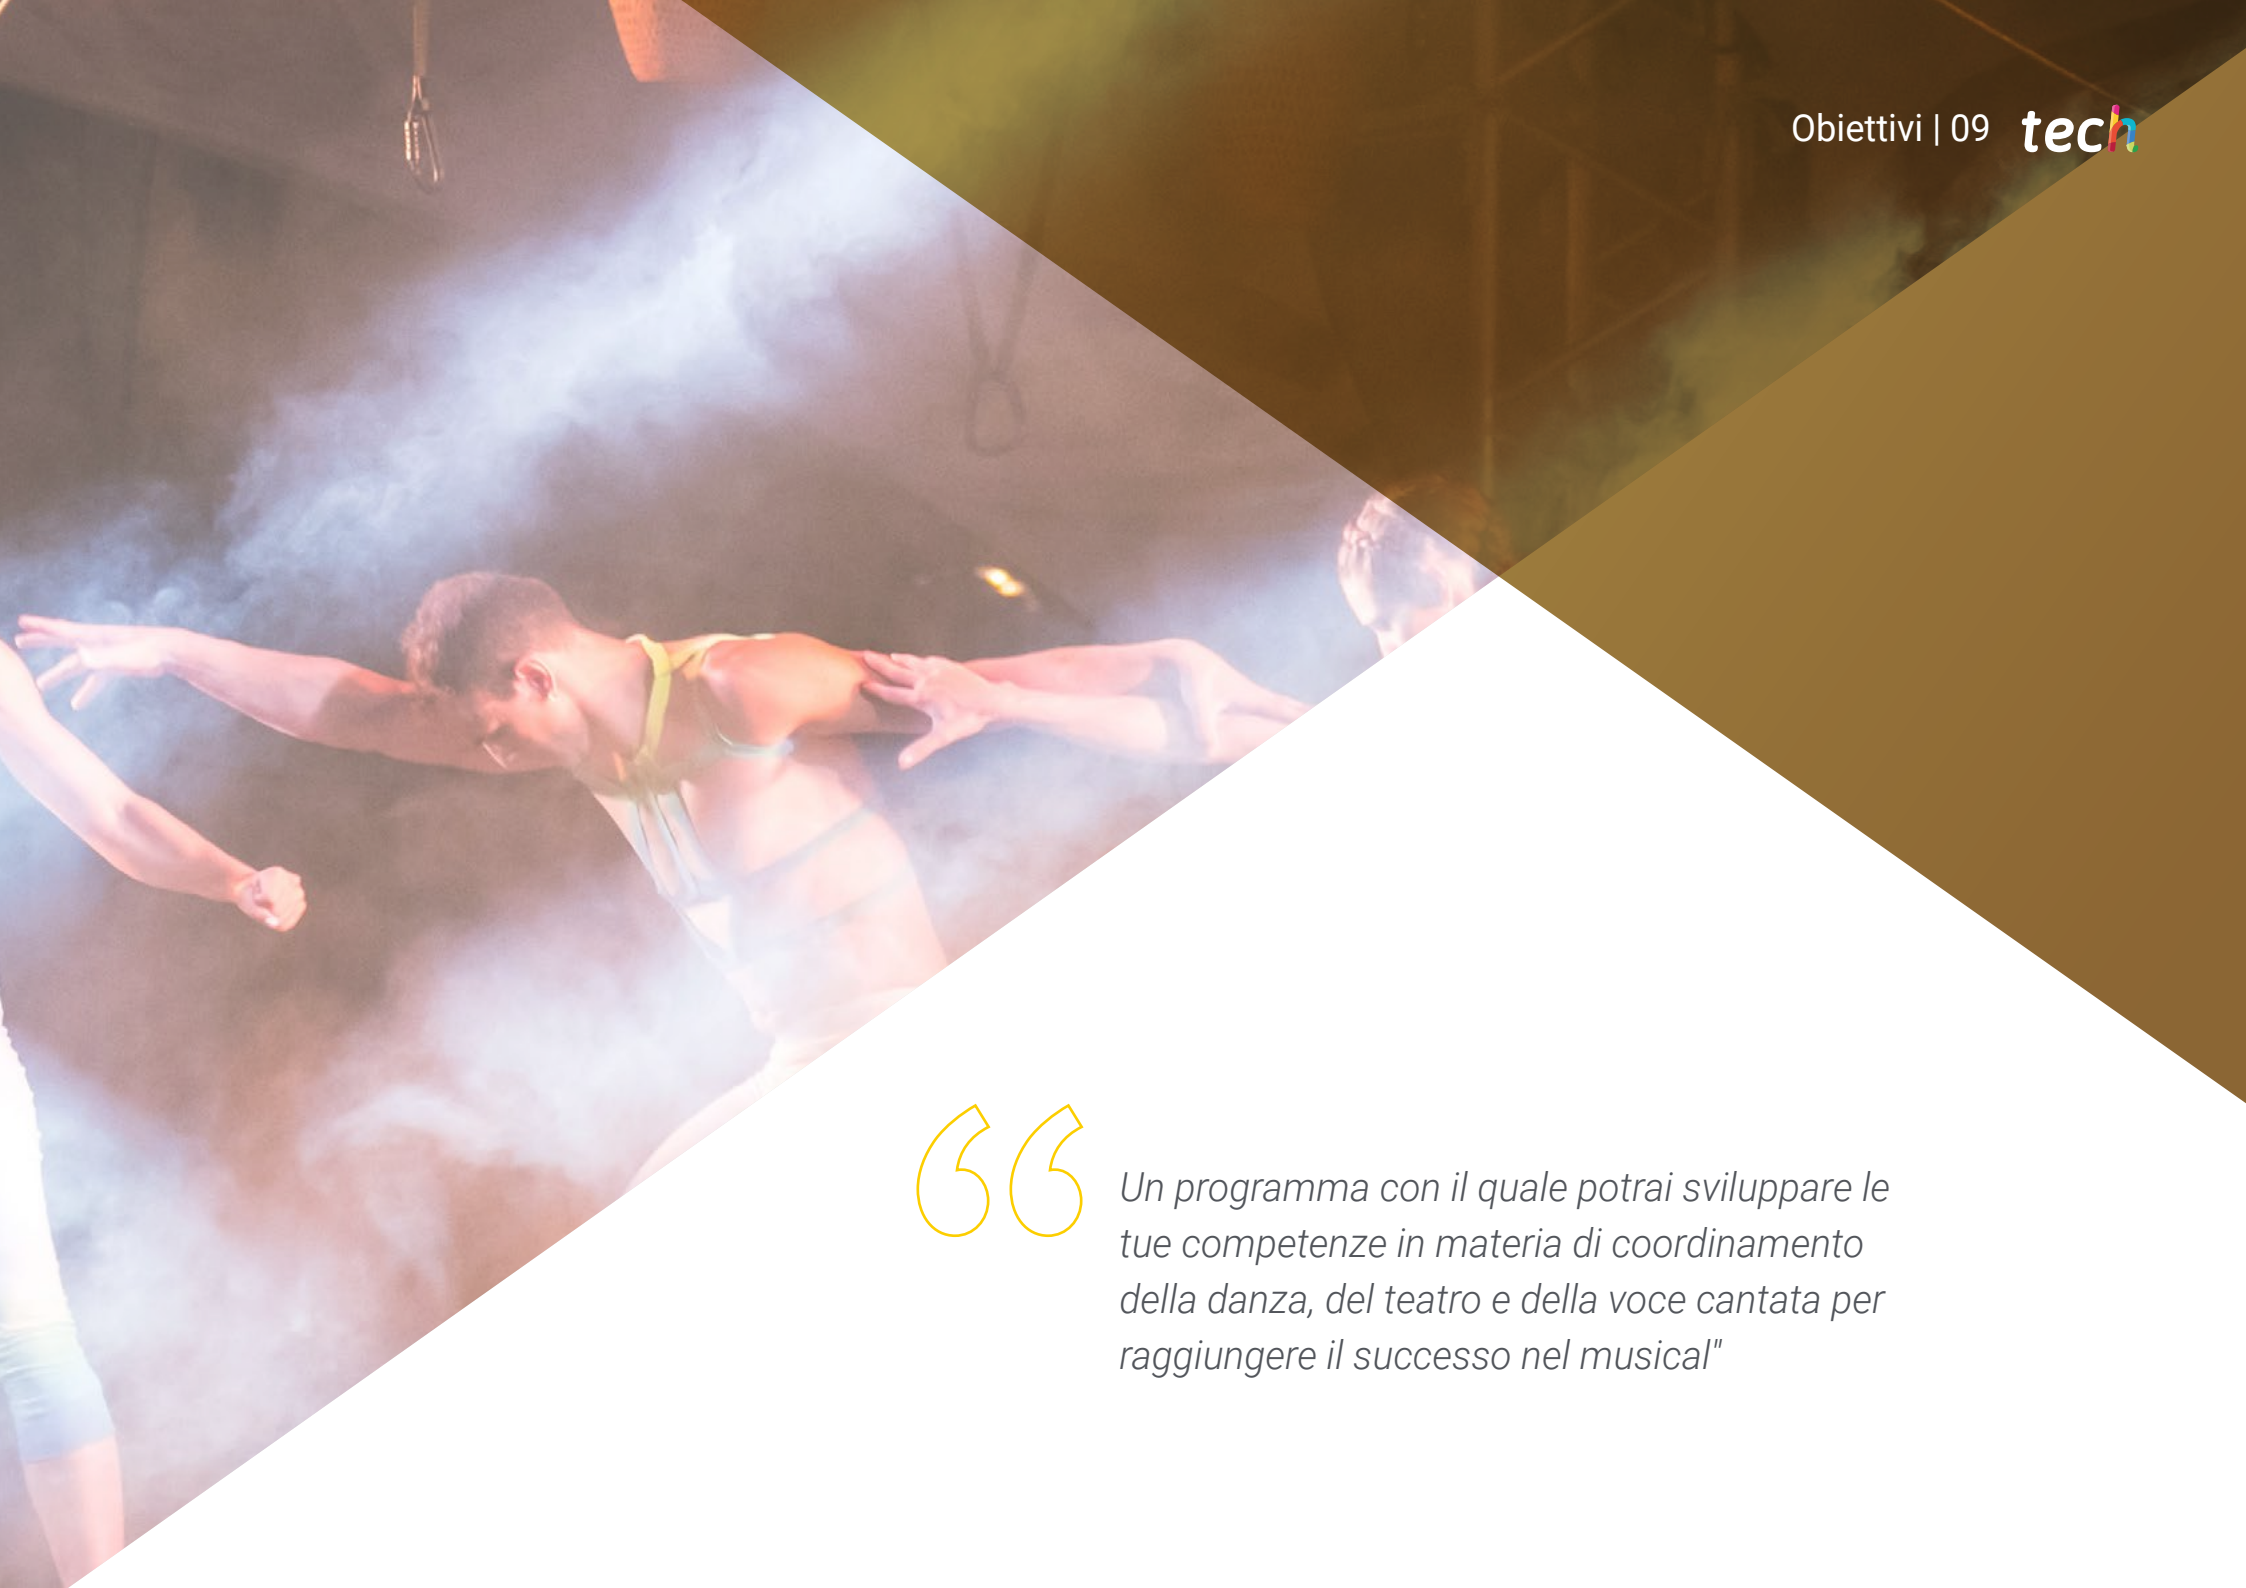 Obiettivi | 09 tech
Un programma con il quale potrai sviluppare le
tue competenze in materia di coordinamento
della danza, del teatro e della voce cantata per
raggiungere il successo nel musical"